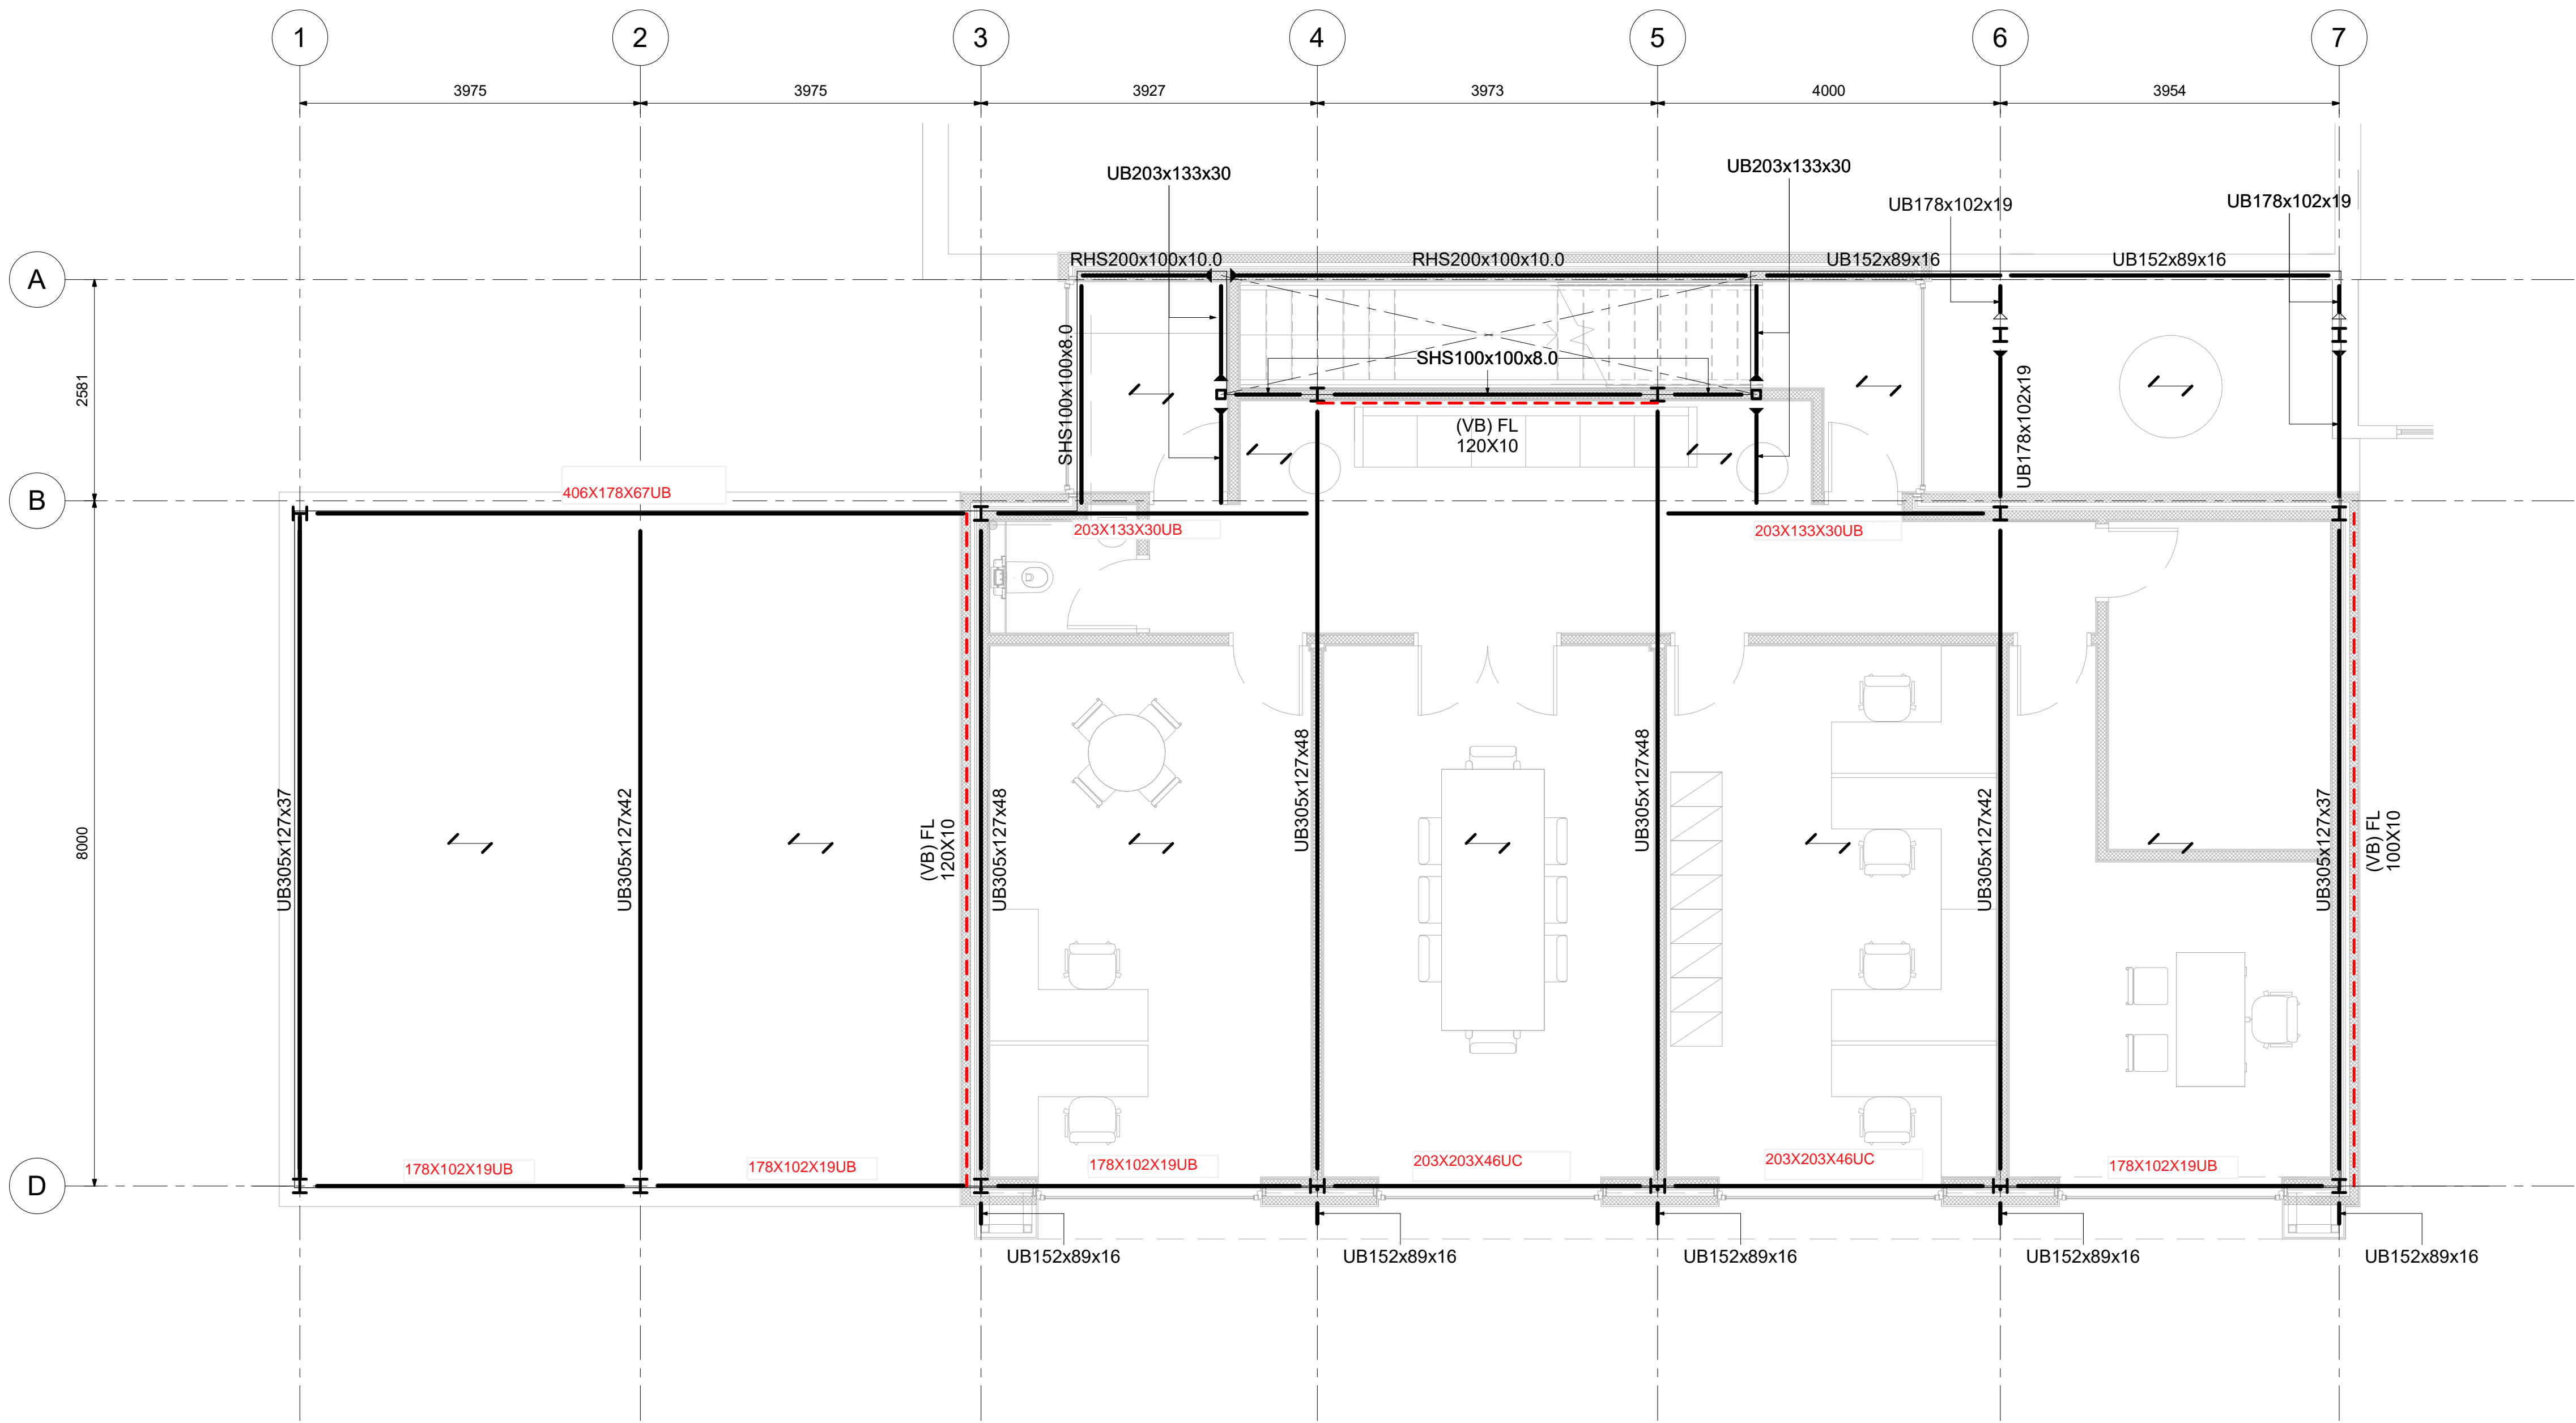 1
2
3
4
5
6
7
3975
3975
3927
3973
4000
3954
UB203x133x30
UB203x133x30
UB178x102x19
UB178x102x19
A
RHS200x100x10.0
RHS200x100x10.0
UB152x89x16
UB152x89x16
2581
SHS100x100x8.0
SHS100x100x8.0
(VB) FL
120X10
UB178x102x19
B
406X178X67UB
203X133X30UB
203X133X30UB
8000
UB305x127x37
UB305x127x42
(VB) FL
120X10
UB305x127x48
UB305x127x48
UB305x127x48
UB305x127x42
UB305x127x37
(VB) FL
100X10
D
178X102X19UB
178X102X19UB
178X102X19UB
203X203X46UC
203X203X46UC
178X102X19UB
UB152x89x16
UB152x89x16
UB152x89x16
UB152x89x16
UB152x89x16